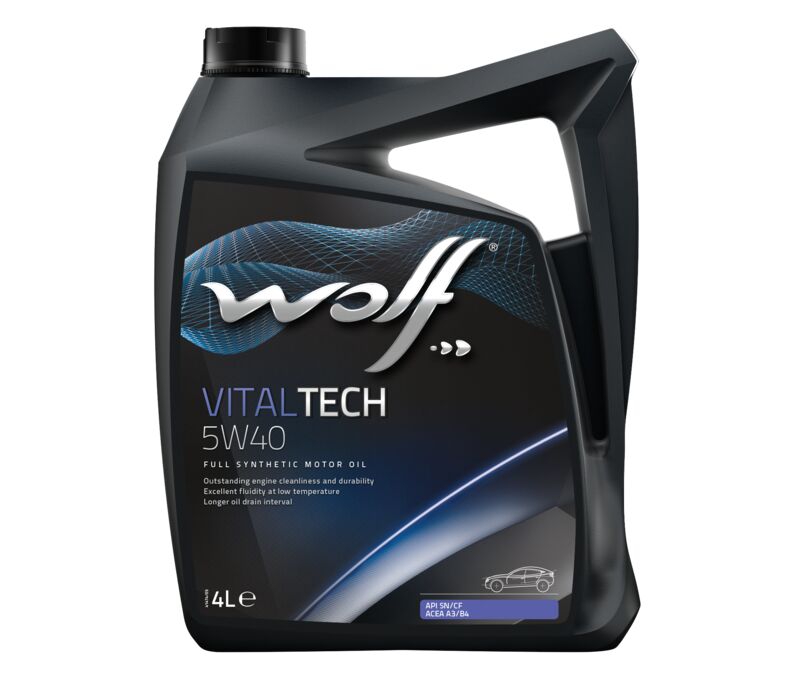 wolf®
VITALTECH
5W40
FULL SYNTHETIC MOTOR OIL
Outstanding engine cleanliness and durability
Excellent fluidity at low temperature
Longer oil drain interval
4L ℮
API SN/CF
ACEA A3/B4